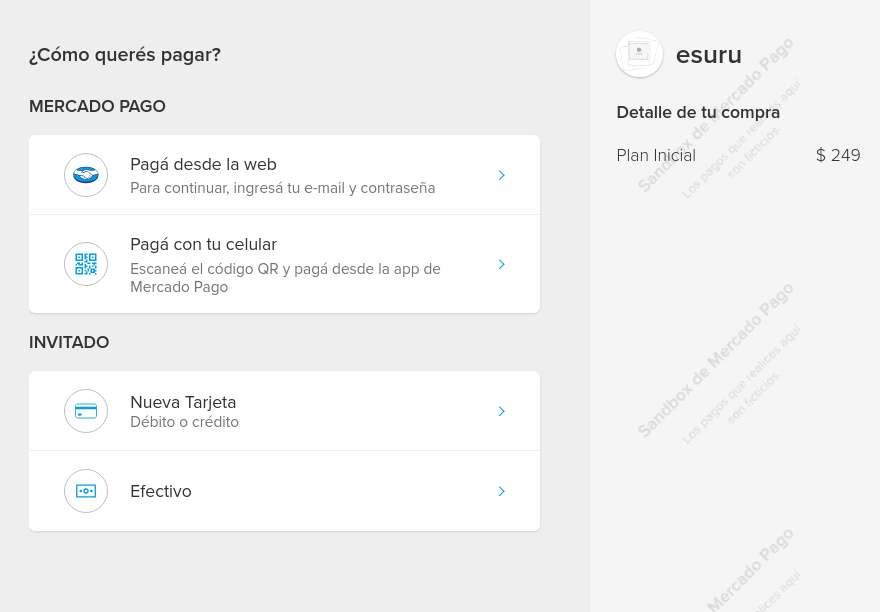 ¿Cómo querés pagar?
MERCADO PAGO
Pagá desde la web
Para continuar, ingresá tu e-mail y contraseña
Pagá con tu celular
Escaneá el código QR y pagá desde la app de
Mercado Pago
INVITADO
Nueva Tarjeta
Débito o crédito
Efectivo
esuru
Detalle de tu compra
Plan Inicial $ 249
Sandbox de Mercado Pago
Los pagos que realices aquí
son ficticios.
Sandbox de Mercado Pago
Los pagos que realices aquí
son ficticios.
Mercado Pago
alices aquí